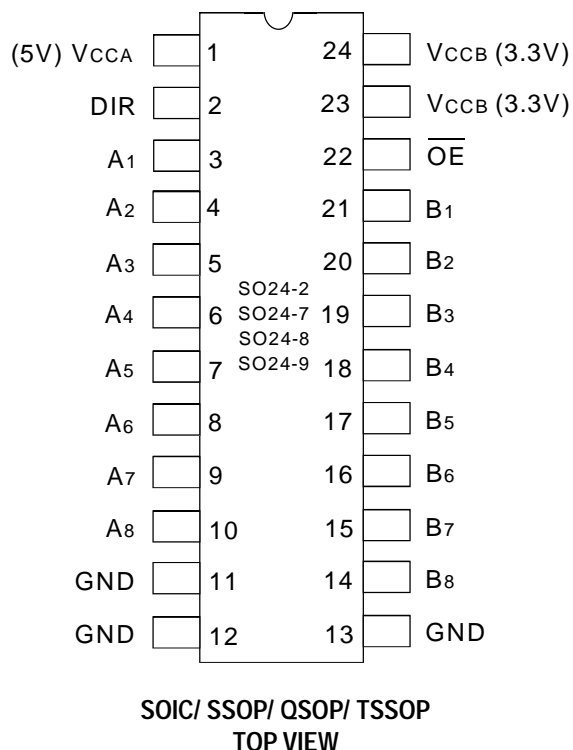 (5V) VCCA 1 24 VCCB (3.3V)
DIR 2 23 VCCB (3.3V)
A1 3 22 OE
A2 4 21 B1
A3 5 20 B2
SO24-2
A4 6 SO24-7 19 B3
SO24-8
A5 7 SO24-9 18 B4
A6 8 17 B5
A7 9 16 B6
A8 10 15 B7
GND 11 14 B8
GND 12 13 GND
SOIC/ SSOP/ QSOP/ TSSOP
TOP VIEW